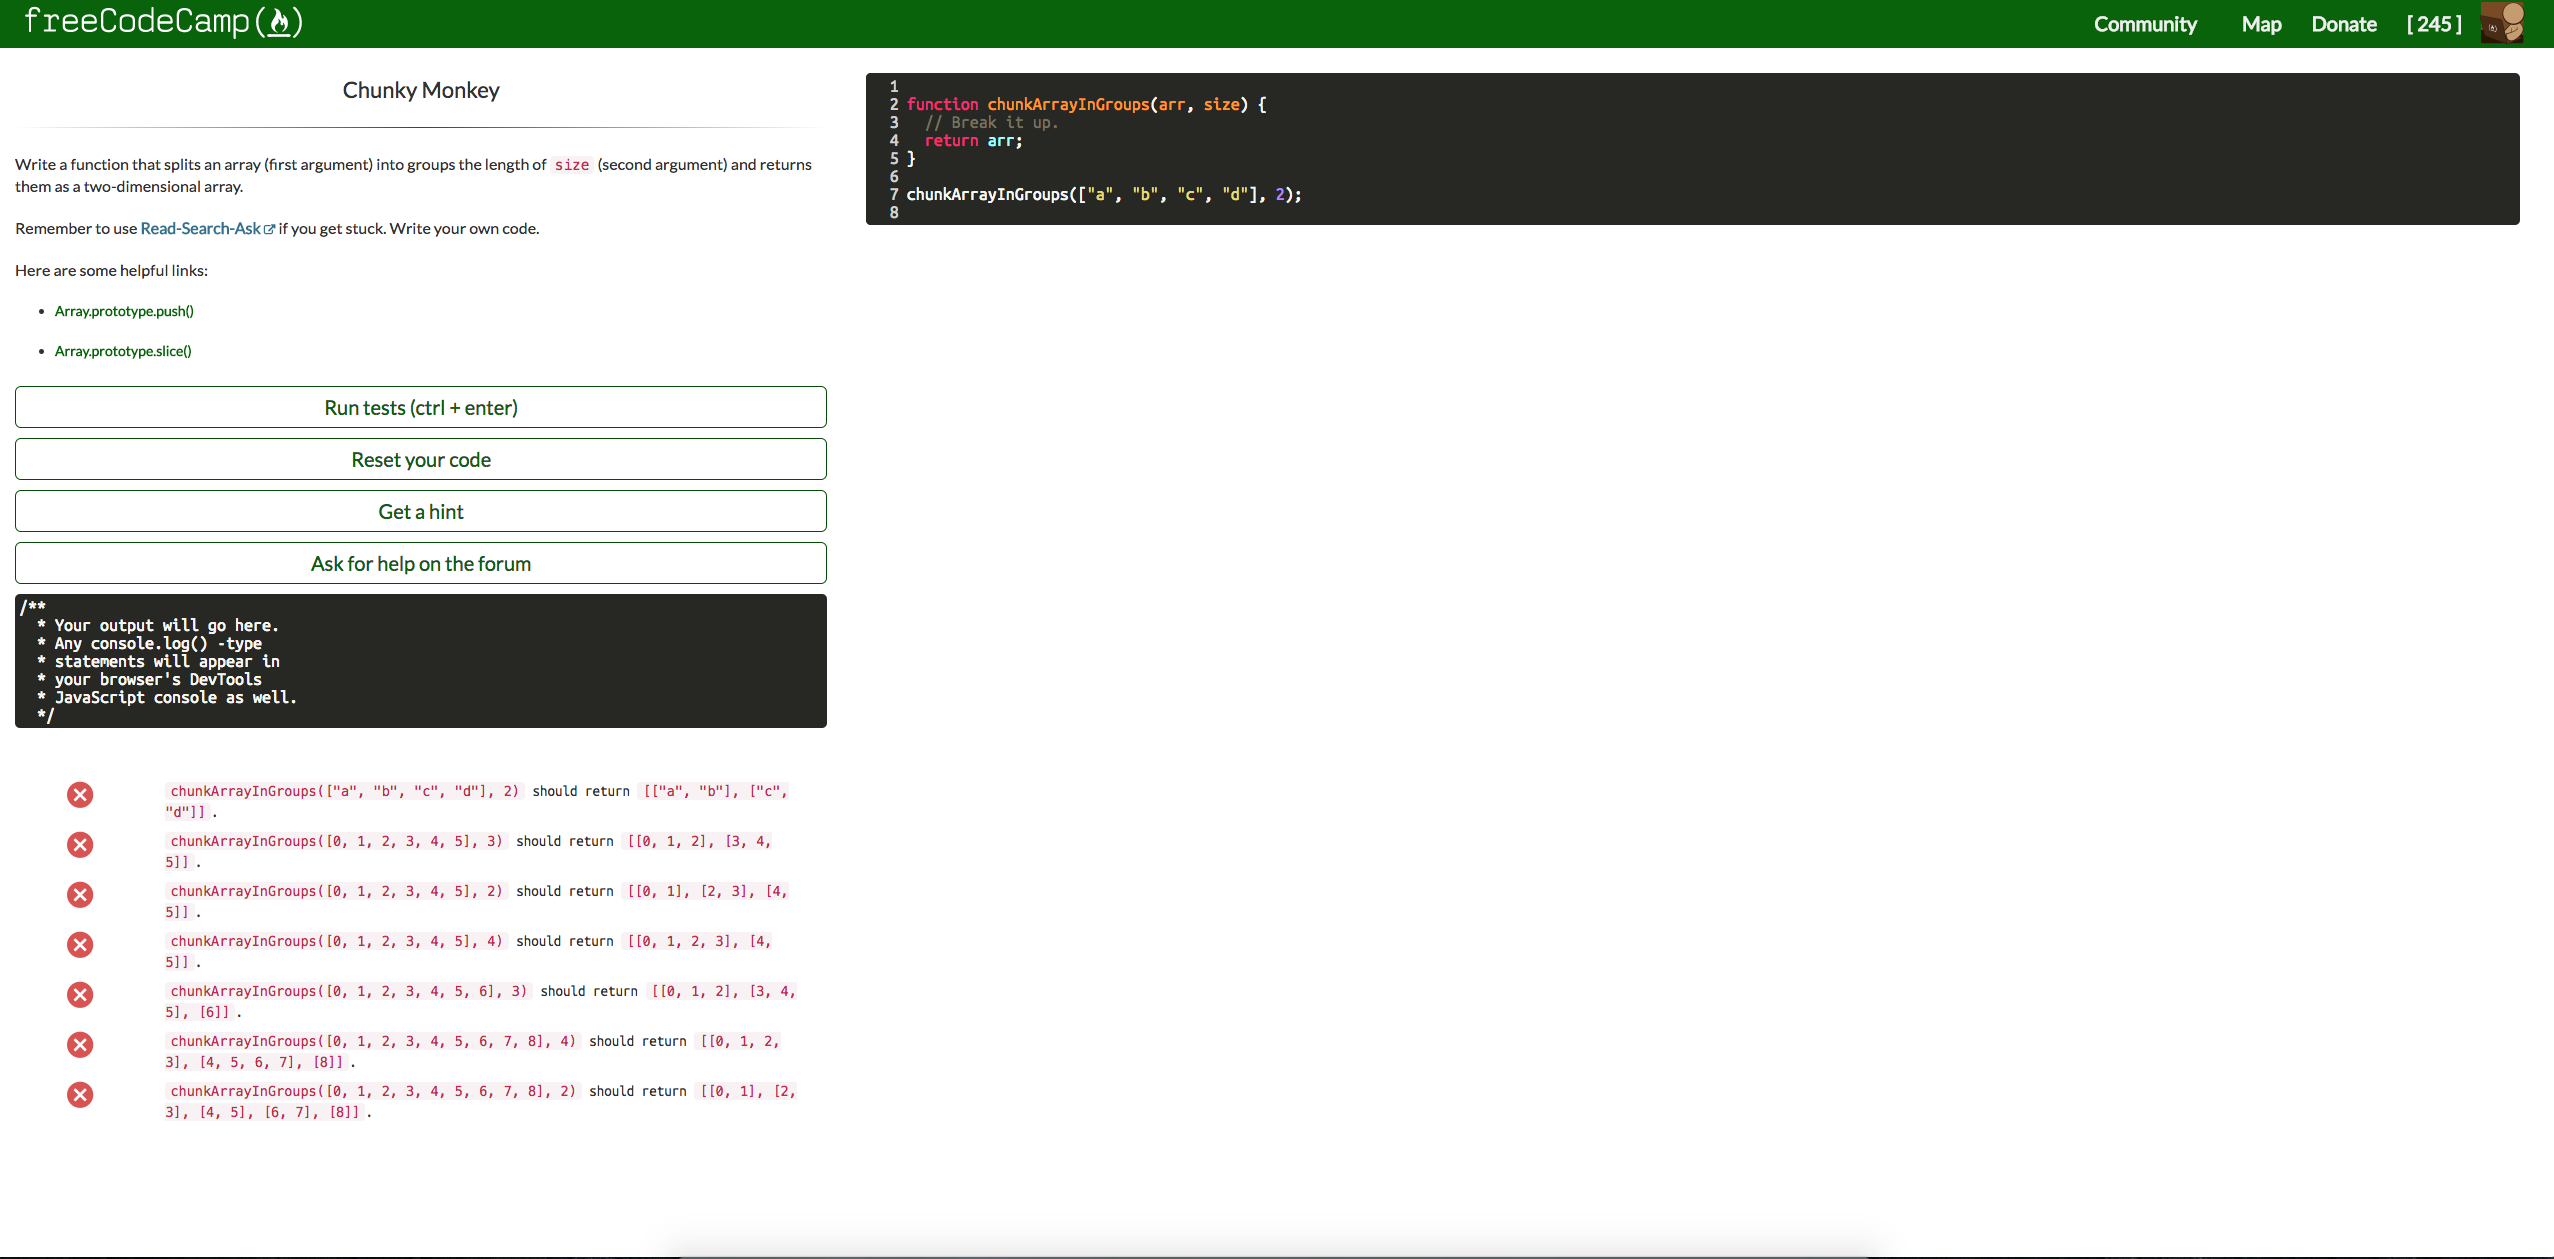 freeCodeCamp(🔥)
Community Map Donate [ 245 ]
Chunky Monkey
Write a function that splits an array (first argument) into groups the length of size (second argument) and returns
them as a two-dimensional array.
Remember to use Read-Search-Ask if you get stuck. Write your own code.
Here are some helpful links:
• Array.prototype.push()
• Array.prototype.slice()
Run tests (ctrl + enter)
Reset your code
Get a hint
Ask for help on the forum
/**
* Your output will go here.
* Any console.log() -type
* statements will appear in
* your browser's DevTools
* JavaScript console as well.
*/
chunkArrayInGroups(["a", "b", "c", "d"], 2) should return [["a", "b"], ["c",
"d"]] .
chunkArrayInGroups([0, 1, 2, 3, 4, 5], 3) should return [[0, 1, 2], [3, 4,
5]] .
chunkArrayInGroups([0, 1, 2, 3, 4, 5], 2) should return [[0, 1], [2, 3], [4,
5]] .
chunkArrayInGroups([0, 1, 2, 3, 4, 5], 4) should return [[0, 1, 2, 3], [4,
5]] .
chunkArrayInGroups([0, 1, 2, 3, 4, 5, 6], 3) should return [[0, 1, 2], [3, 4,
5], [6]] .
chunkArrayInGroups([0, 1, 2, 3, 4, 5, 6, 7, 8], 4) should return [[0, 1, 2,
3], [4, 5, 6, 7], [8]] .
chunkArrayInGroups([0, 1, 2, 3, 4, 5, 6, 7, 8], 2) should return [[0, 1], [2,
3], [4, 5], [6, 7], [8]] .
1
2 function chunkArrayInGroups(arr, size) {
3 // Break it up.
4 return arr;
5 }
6
7 chunkArrayInGroups(["a", "b", "c", "d"], 2);
8